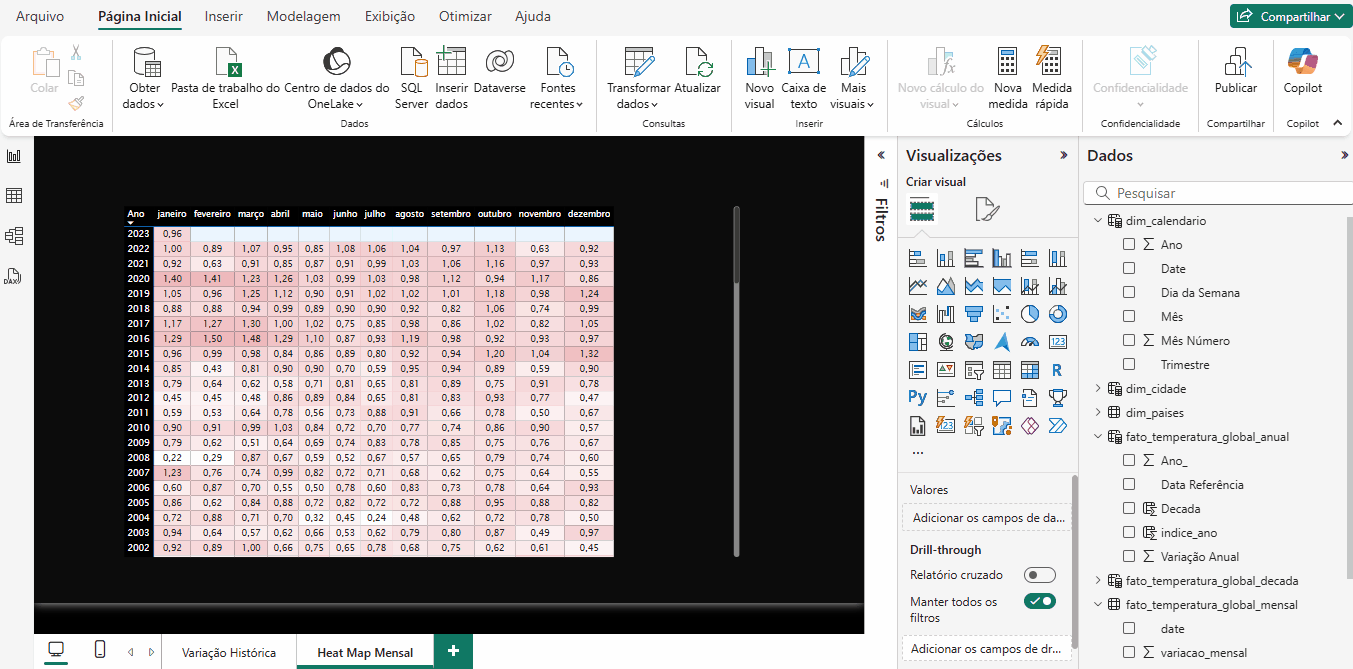 Arquivo Página Inicial Inserir Modelagem Exibição Otimizar Ajuda Compartilhar
Colar
Área de Transferência
Obter dados
Pasta de trabalho do Excel
Centro de dados do OneLake
SQL Server
Inserir dados
Dataverse
Fontes recentes
Dados
Transformar dados
Atualizar
Consultas
Novo visual
Caixa de texto
Mais visuais
Inserir
Novo cálculo do visual
Nova medida
Medida rápida
Cálculos
Confidencialidade
Confidencialidade
Publicar
Compartilhar
Copilot
Copilot
Ano janeiro fevereiro março abril maio junho julho agosto setembro outubro novembro dezembro
2023 0,96
2022 1,00 0,89 1,07 0,95 0,85 1,08 1,06 1,04 0,97 1,13 0,63 0,92
2021 0,92 0,63 0,91 0,85 0,87 0,91 0,99 1,03 1,06 1,16 0,97 0,93
2020 1,40 1,41 1,23 1,26 1,03 0,99 1,03 0,98 1,12 0,94 1,17 0,86
2019 1,05 0,96 1,25 1,12 0,90 0,91 1,02 1,02 1,01 1,18 0,98 1,24
2018 0,88 0,88 0,94 0,99 0,89 0,90 0,90 0,92 0,82 1,06 0,74 0,99
2017 1,17 1,27 1,30 1,00 1,02 0,75 0,85 0,98 0,86 1,02 0,82 1,05
2016 1,29 1,50 1,48 1,29 1,10 0,87 0,93 1,19 0,98 0,92 0,93 0,97
2015 0,96 0,99 0,98 0,84 0,86 0,89 0,80 0,92 0,94 1,20 1,04 1,32
2014 0,85 0,43 0,81 0,90 0,90 0,70 0,59 0,95 0,94 0,89 0,59 0,90
2013 0,79 0,64 0,62 0,58 0,71 0,81 0,65 0,81 0,89 0,75 0,91 0,78
2012 0,45 0,45 0,48 0,86 0,89 0,84 0,65 0,81 0,83 0,93 0,77 0,47
2011 0,59 0,53 0,64 0,78 0,56 0,73 0,88 0,91 0,66 0,78 0,50 0,67
2010 0,90 0,91 0,99 1,03 0,84 0,72 0,70 0,77 0,74 0,86 0,90 0,57
2009 0,79 0,62 0,51 0,64 0,69 0,74 0,83 0,78 0,85 0,75 0,76 0,67
2008 0,22 0,29 0,87 0,67 0,59 0,52 0,67 0,57 0,65 0,79 0,74 0,60
2007 1,23 0,76 0,74 0,99 0,82 0,72 0,71 0,68 0,62 0,75 0,64 0,55
2006 0,60 0,87 0,70 0,55 0,50 0,78 0,60 0,83 0,73 0,78 0,64 0,93
2005 0,86 0,62 0,84 0,88 0,72 0,82 0,72 0,72 0,88 0,95 0,88 0,82
2004 0,72 0,88 0,71 0,70 0,32 0,45 0,24 0,48 0,62 0,72 0,78 0,50
2003 0,94 0,64 0,57 0,62 0,66 0,53 0,62 0,79 0,80 0,87 0,49 0,97
2002 0,92 0,89 1,00 0,66 0,75 0,65 0,78 0,68 0,75 0,62 0,61 0,45
Variação Histórica Heat Map Mensal +
Filtros
Visualizações
Criar visual
123
R
Py
123
...
Valores
Adicionar os campos de da...
Drill-through
Relatório cruzado
Manter todos os
filtros
Adicionar os campos de dr...
Dados
Pesquisar
dim_calendario
Σ Ano
Date
Dia da Semana
Mês
Σ Mês Número
Trimestre
dim_cidade
dim_paises
fato_temperatura_global_anual
Σ Ano_
Data Referência
Decada
indice_ano
Σ Variação Anual
fato_temperatura_global_decada
fato_temperatura_global_mensal
date
Σ variacao_mensal